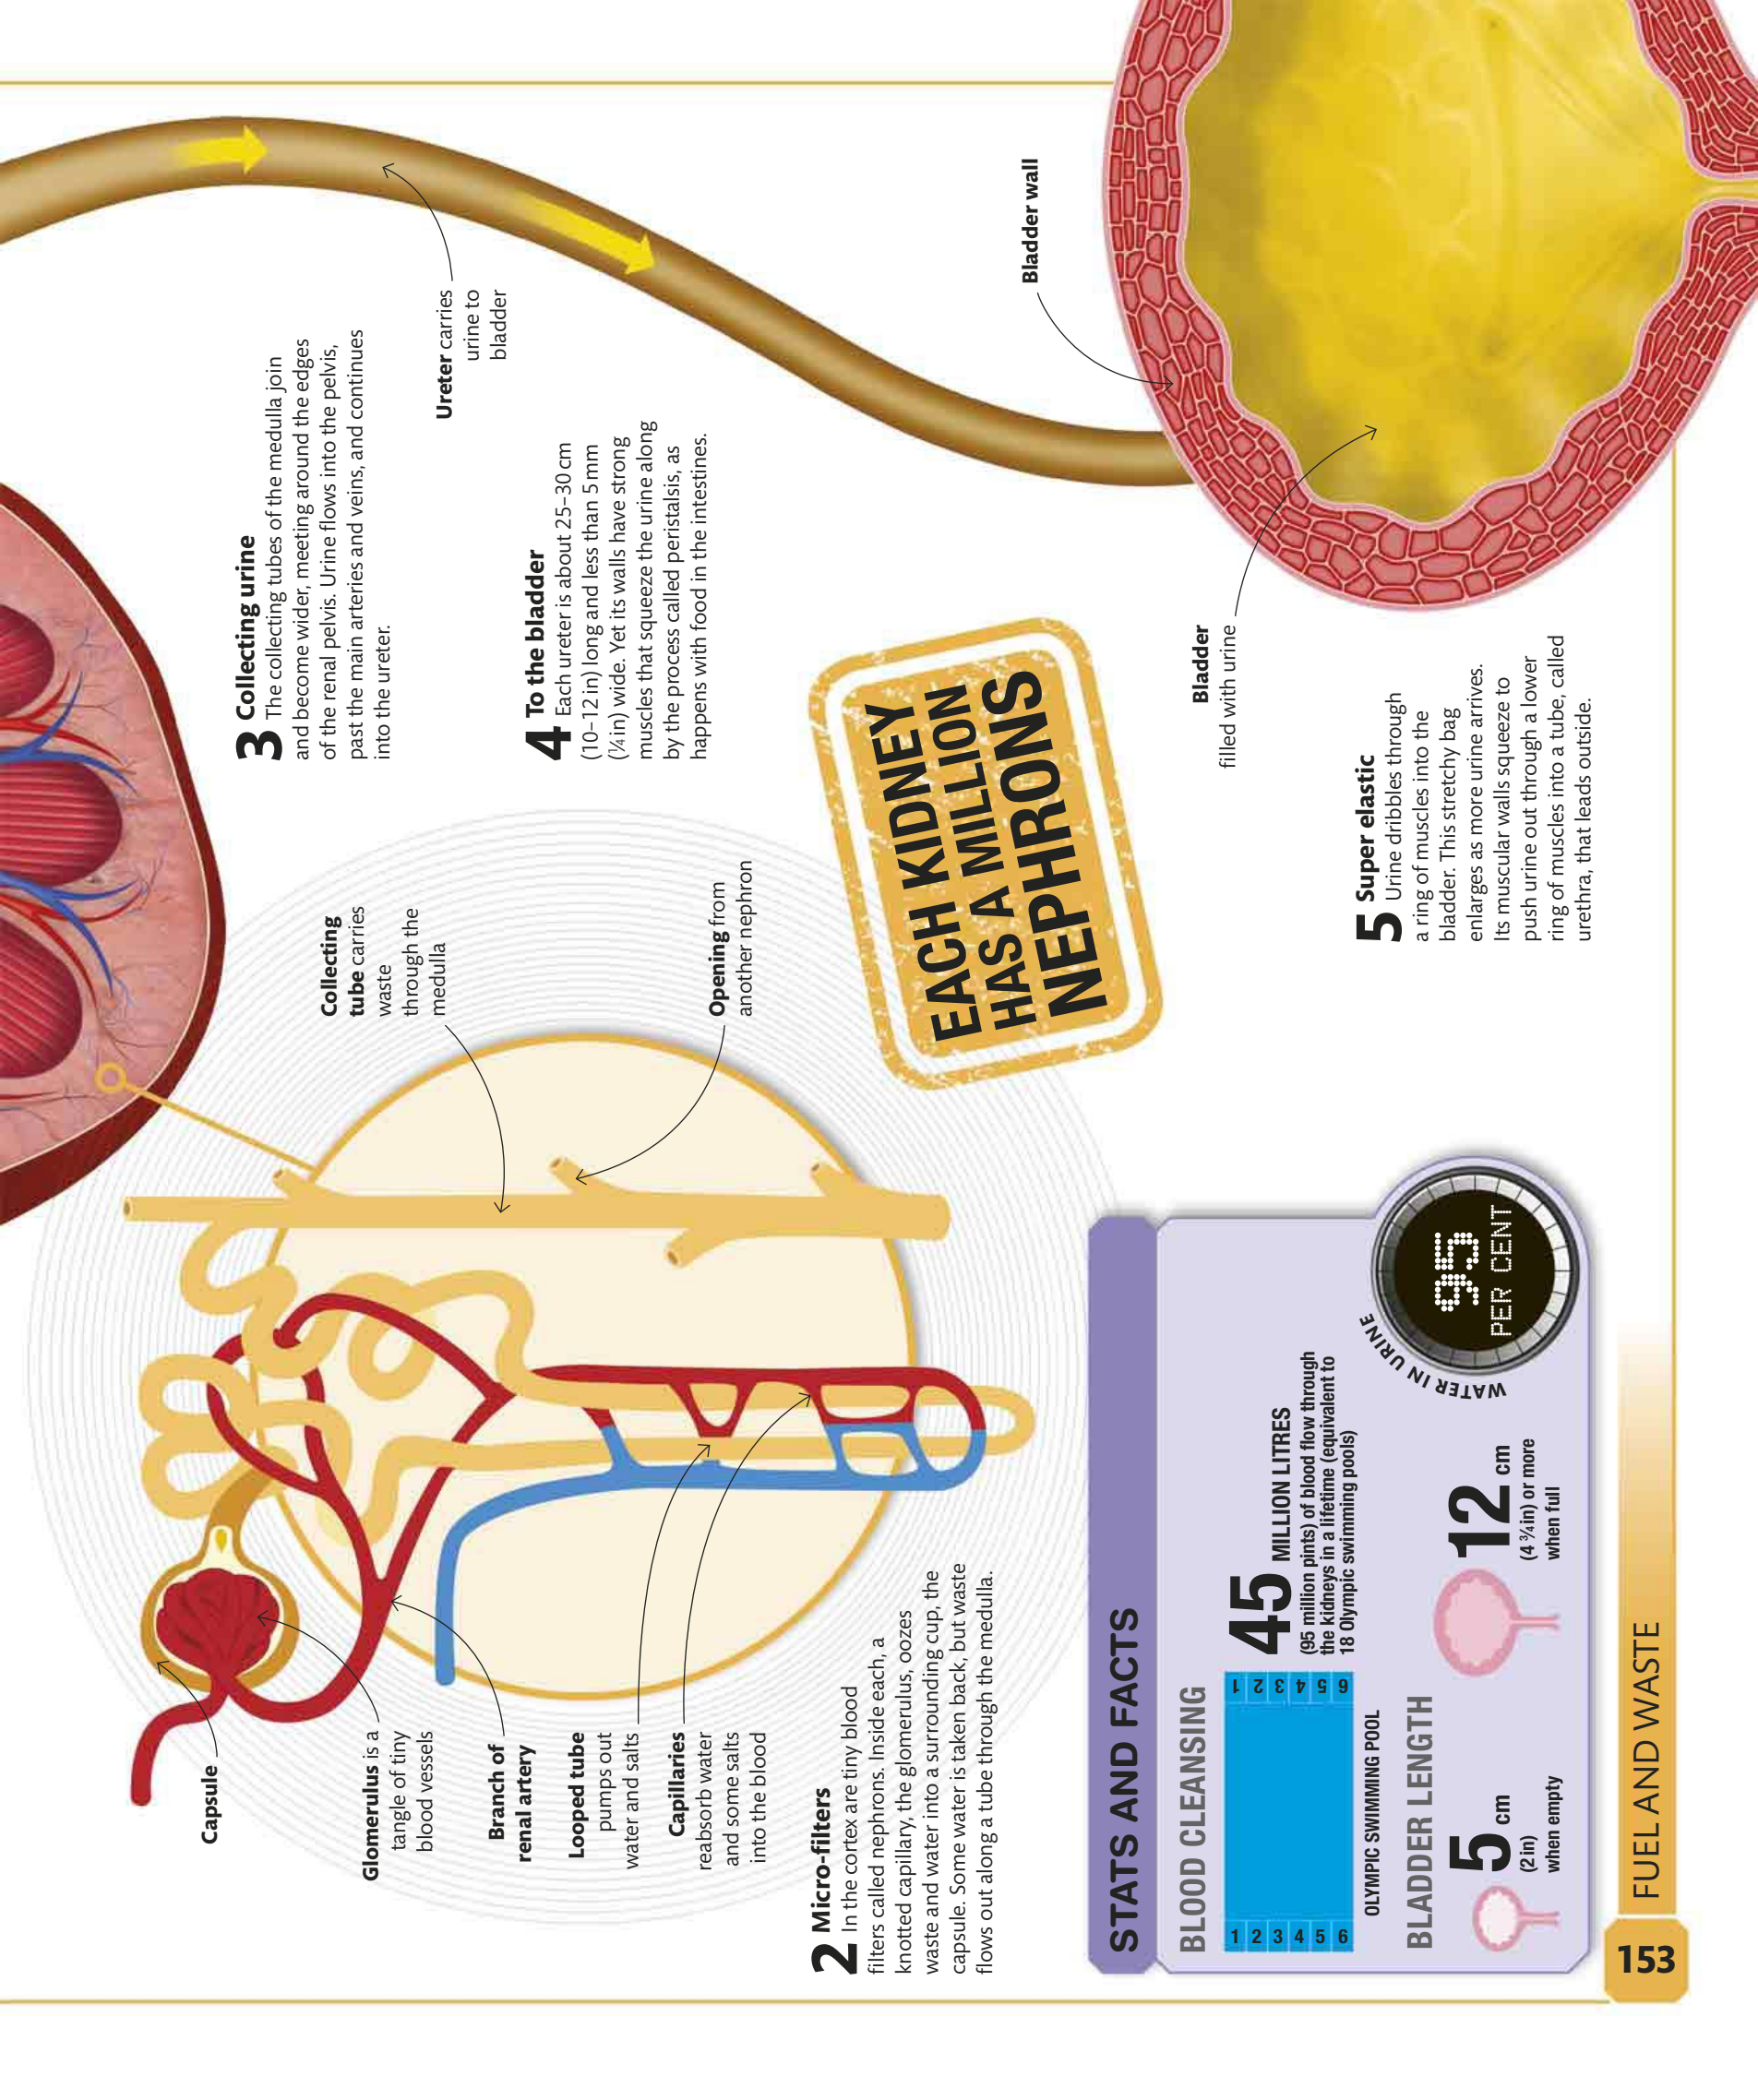 Capsule
Glomerulus is a
tangle of tiny
blood vessels
Branch of
renal artery
Looped tube
pumps out
water and salts
Capillaries
reabsorb water
and some salts
into the blood
2 Micro-filters
In the cortex are tiny blood
filters called nephrons. Inside each, a
knotted capillary, the glomerulus, oozes
waste and water into a surrounding cup, the
capsule. Some water is taken back, but waste
flows out along a tube through the medulla.
Collecting
tube carries
waste
through the
medulla
Opening from
another nephron
3 Collecting urine
The collecting tubes of the medulla join
and become wider, meeting around the edges
of the renal pelvis. Urine flows into the pelvis,
past the main arteries and veins, and continues
into the ureter.
Ureter carries
urine to
bladder
4 To the bladder
Each ureter is about 25–30 cm
(10–12 in) long and less than 5 mm
(¼ in) wide. Yet its walls have strong
muscles that squeeze the urine along
by the process called peristalsis, as
happens with food in the intestines.
EACH KIDNEY
HAS A MILLION
NEPHRONS
Bladder wall
Bladder
filled with urine
5 Super elastic
Urine dribbles through
a ring of muscles into the
bladder. This stretchy bag
enlarges as more urine arrives.
Its muscular walls squeeze to
push urine out through a lower
ring of muscles into a tube, called
urethra, that leads outside.
STATS AND FACTS
BLOOD CLEANSING
1 2 3 4 5 6
1 2 3 4 5 6
OLYMPIC SWIMMING POOL
45 MILLION LITRES
(95 million pints) of blood flow through
the kidneys in a lifetime (equivalent to
18 Olympic swimming pools)
BLADDER LENGTH
5 cm
(2 in)
when empty
12 cm
(4 ¾ in) or more
when full
WATER IN URINE
95
PER CENT
153
FUEL AND WASTE